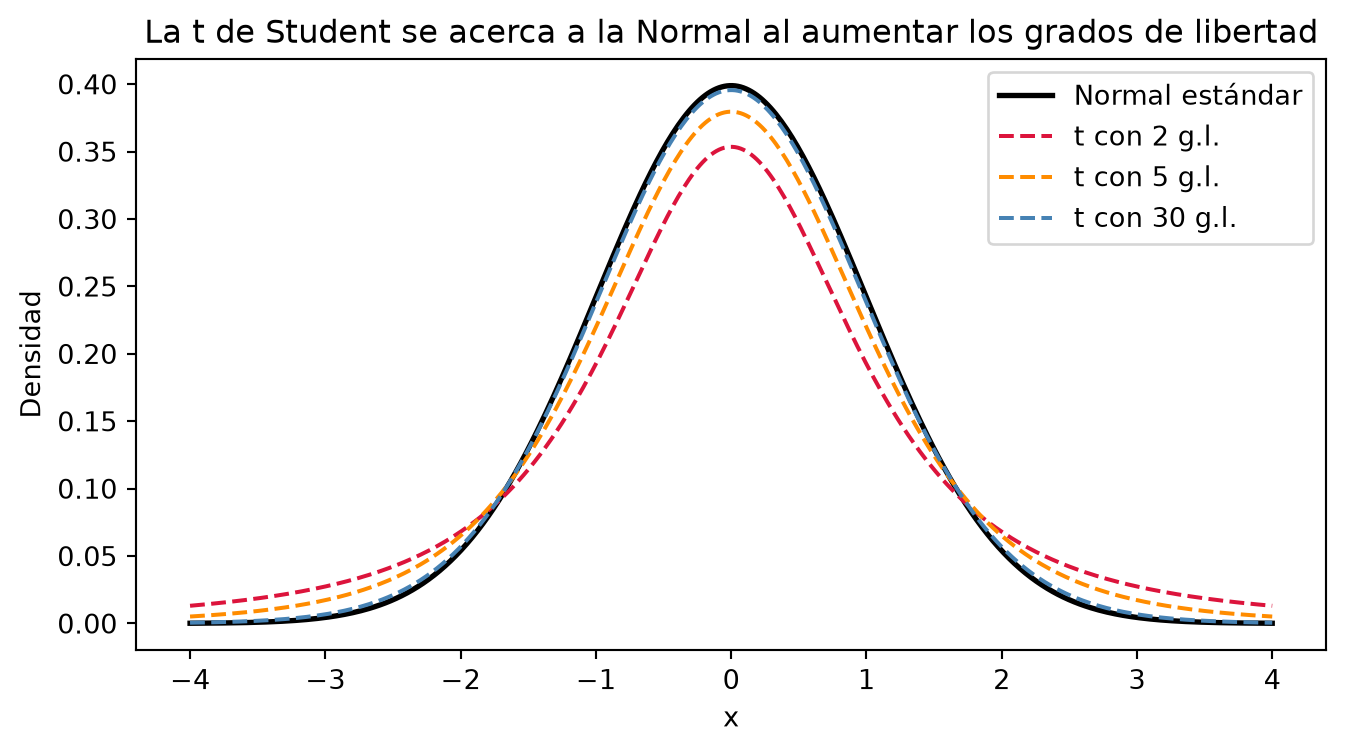 La t de Student se acerca a la Normal al aumentar los grados de libertad
Normal estándar
t con 2 g.l.
t con 5 g.l.
t con 30 g.l.
Densidad
0.40
0.35
0.30
0.25
0.20
0.15
0.10
0.05
0.00
−4 −3 −2 −1 0 1 2 3 4
x